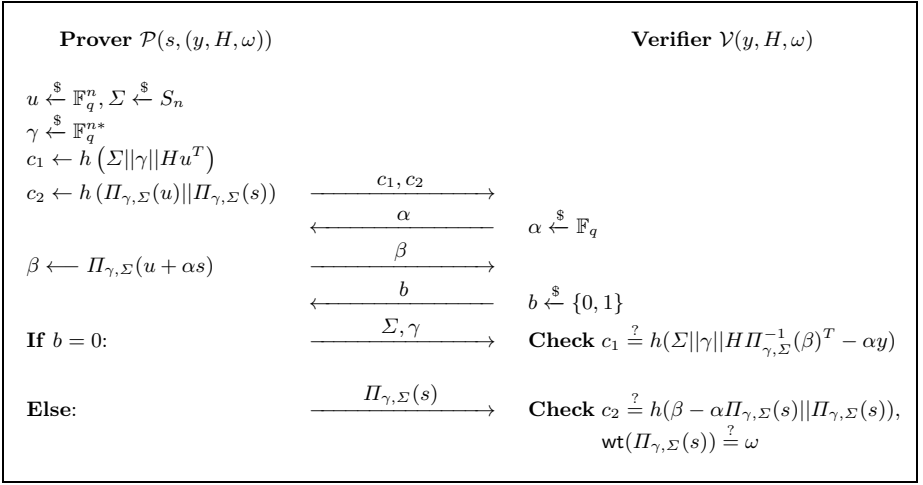 Prover 𝒫(s, (y, H, ω)) Verifier 𝒱(y, H, ω)
u ←$ 𝔽_q^n, Σ ←$ S_n
γ ←$ 𝔽_q^{n*}
c_1 ← h (Σ||γ||Hu^T)
c_2 ← h (Π_{γ,Σ}(u)||Π_{γ,Σ}(s)) c_1, c_2 ⟶
⟵ α α ←$ 𝔽_q
β ⟵ Π_{γ,Σ}(u + αs) β ⟶
⟵ b b ←$ {0, 1}
If b = 0: Σ, γ ⟶ Check c_1 ≟ h(Σ||γ||HΠ_{γ,Σ}^{-1}(β)^T − αy)
Else: Π_{γ,Σ}(s) ⟶ Check c_2 ≟ h(β − αΠ_{γ,Σ}(s)||Π_{γ,Σ}(s)),
wt(Π_{γ,Σ}(s)) ≟ ω